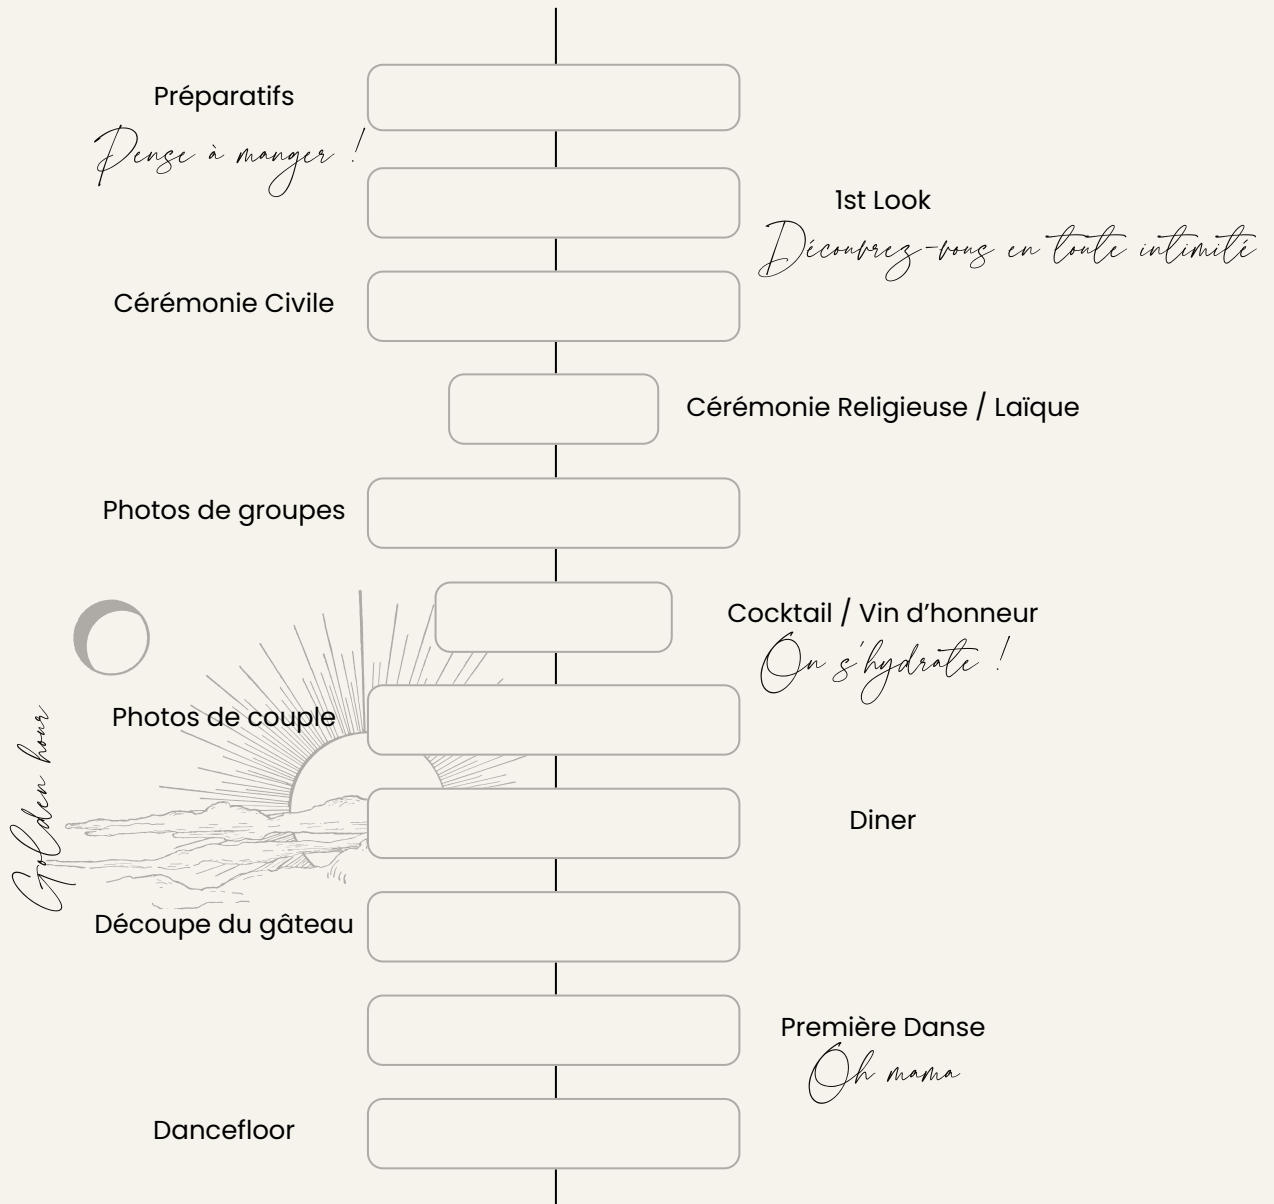 Préparatifs
Pense à manger !
1st Look
Découvrez-vous en toute intimité
Cérémonie Civile
Cérémonie Religieuse / Laïque
Photos de groupes
Cocktail / Vin d’honneur
On s'hydrate !
Photos de couple
Golden hour
Diner
Découpe du gâteau
Première Danse
Oh mama
Dancefloor